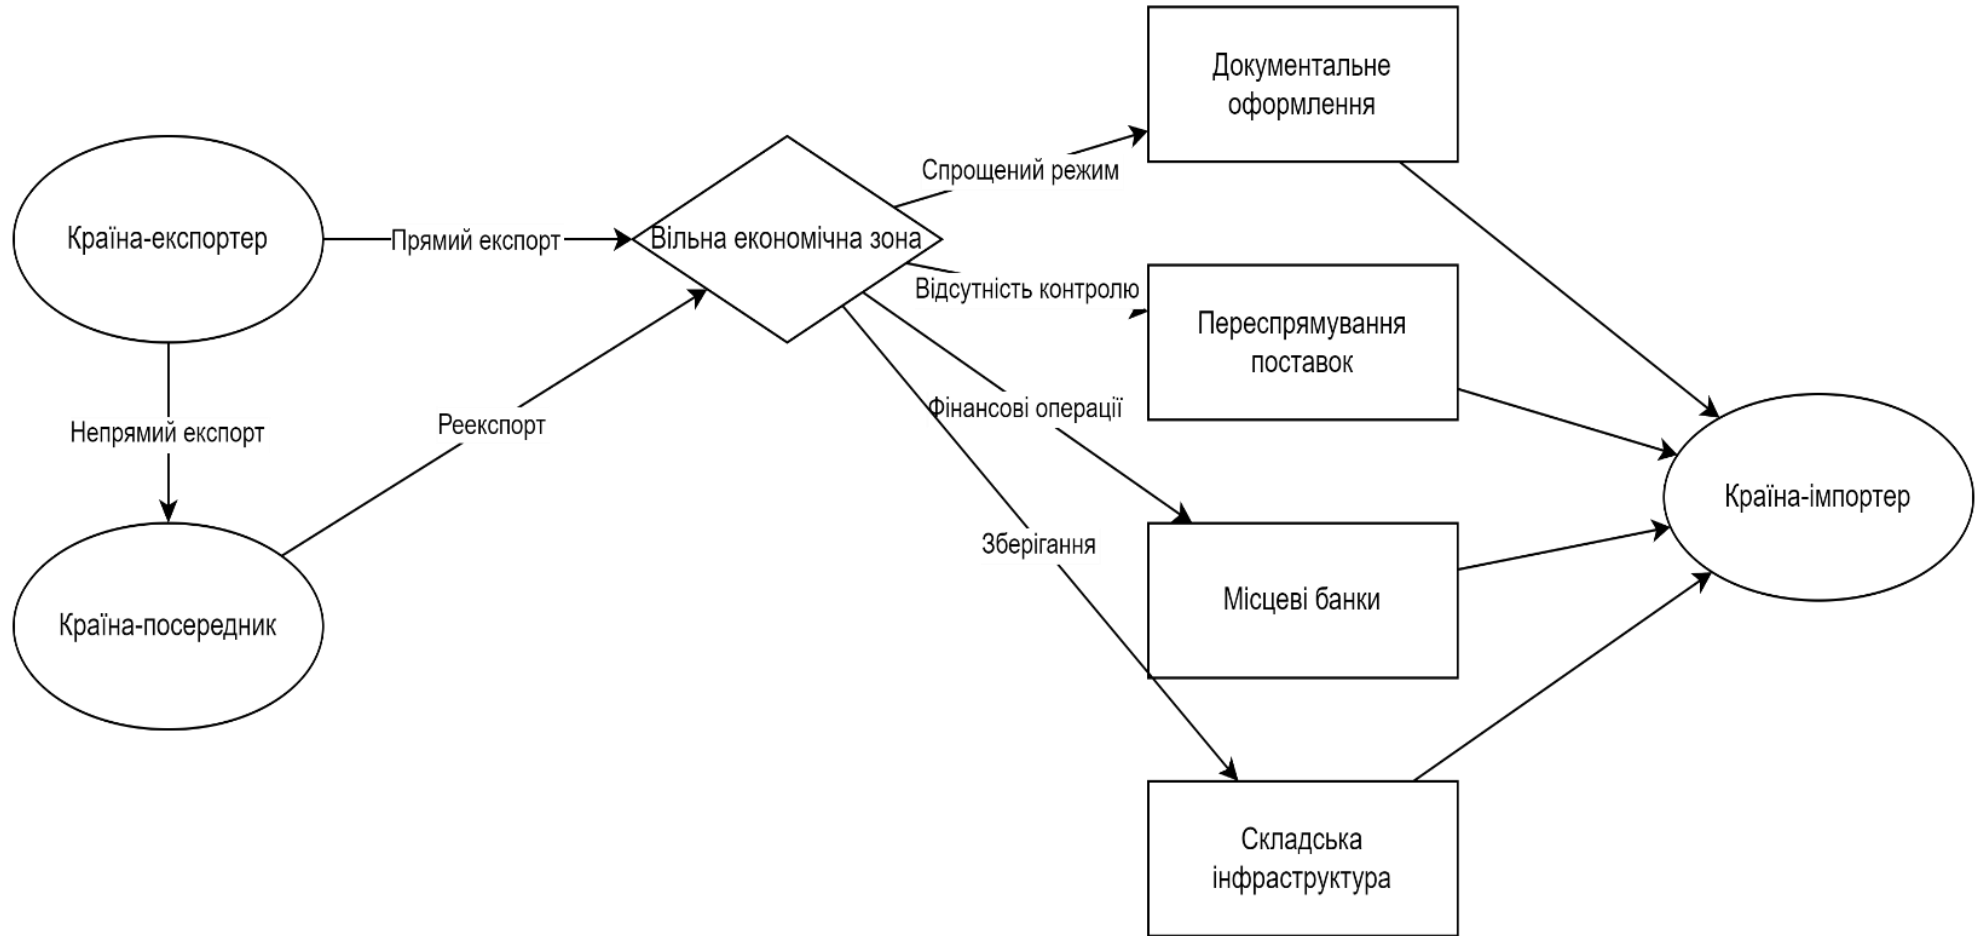 Документальне
оформлення
Спрощений режим
Країна-експортер
Прямий експорт
Вільна економічна зона
Відсутність контролю
Переспрямування
поставок
Непрямий експорт
Реекспорт
Фінансові операції
Країна-імпортер
Зберігання
Місцеві банки
Країна-посередник
Складська
інфраструктура